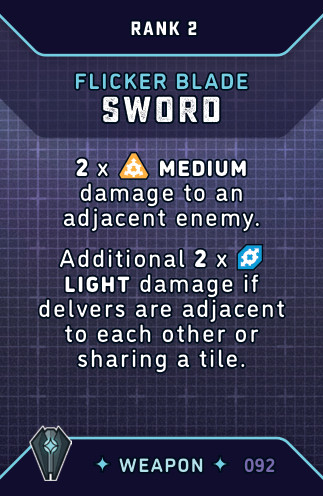 RANK 2
FLICKER BLADE
SWORD
2 x MEDIUM
damage to an
adjacent enemy.
Additional 2 x
LIGHT damage if
delvers are adjacent
to each other or
sharing a tile.
WEAPON 092